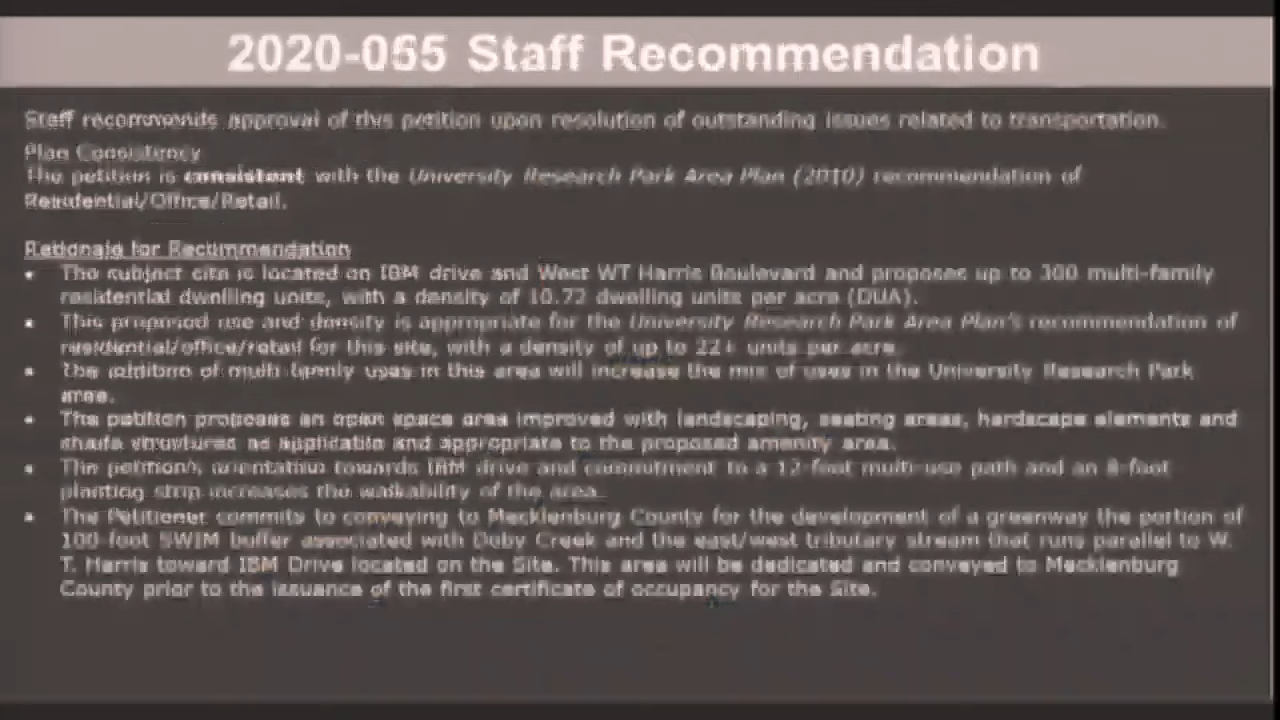 2020-065 Staff Recommendation
Staff recommends approval of this petition upon resolution of outstanding issues related to transportation.
Plan Consistency
The petition is consistent with the University Research Park Area Plan (2010) recommendation of
Residential/Office/Retail.
Rationale for Recommendation
• The subject site is located on IBM drive and West WT Harris Boulevard and proposes up to 300 multi-family
residential dwelling units, with a density of 10.72 dwelling units per acre (DUA).
• This proposed use and density is appropriate for the University Research Park Area Plan's recommendation of
residential/office/retail for this site, with a density of up to 22+ units per acre.
• The addition of multi family uses in this area will increase the mix of uses in the University Research Park
area.
• The petition proposes an open space area improved with landscaping, seating areas, hardscape elements and
shade structures as applicable and appropriate to the proposed amenity area.
• The petition's orientation towards IBM drive and commitment to a 12-foot multi-use path and an 8-foot
planting strip increases the walkability of the area.
• The Petitioner commits to conveying to Mecklenburg County for the development of a greenway the portion of
100-foot SWIM buffer associated with Doby Creek and the east/west tributary stream that runs parallel to W.
T. Harris toward IBM Drive located on the Site. This area will be dedicated and conveyed to Mecklenburg
County prior to the issuance of the first certificate of occupancy for the Site.